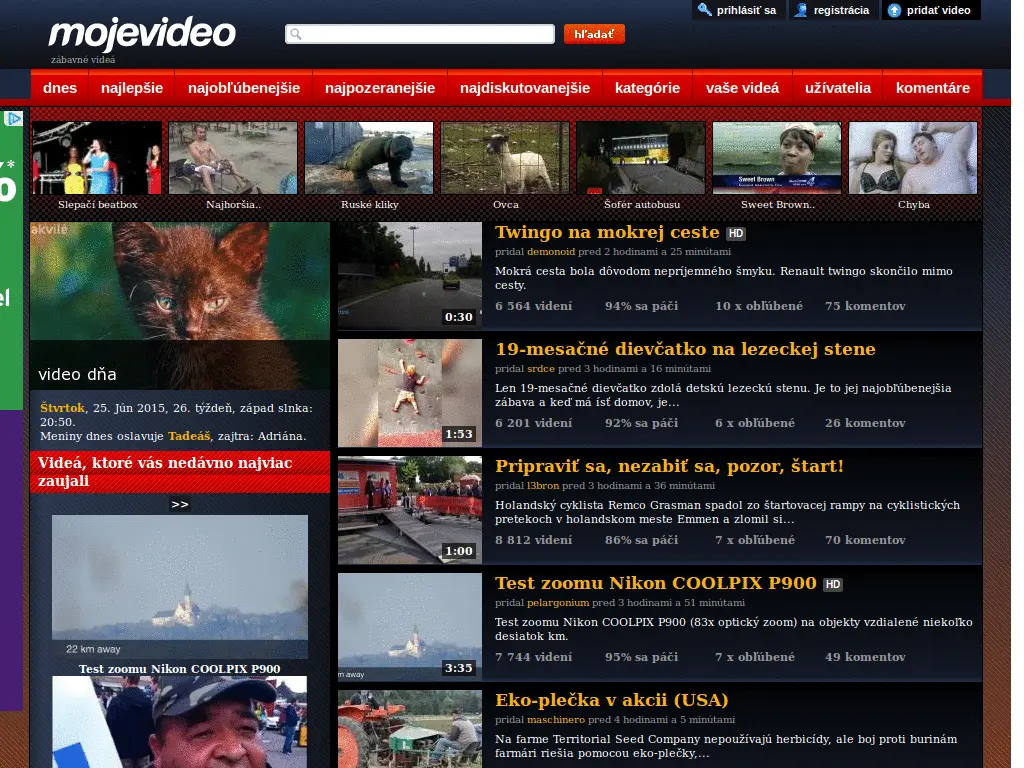 prihlásiť sa
registrácia
pridať video
mojevideo
zábavné videá
hľadať
dnes
najlepšie
najobľúbenejšie
najpozeranejšie
najdiskutovanejšie
kategórie
vaše videá
užívatelia
komentáre
Sweet Brown
Slepačí beatbox
Najhoršia..
Ruské kliky
Ovca
Šofér autobusu
Sweet Brown..
Chyba
akvilė
video dňa
Štvrtok, 25. Jún 2015, 26. týždeň, západ slnka:
20:50.
Meniny dnes oslavuje Tadeáš, zajtra: Adriána.
Videá, ktoré vás nedávno najviac
zaujali
>>
22 km away
Test zoomu Nikon COOLPIX P900
0:30
Twingo na mokrej ceste HD
pridal demonoid pred 2 hodinami a 25 minútami
Mokrá cesta bola dôvodom nepríjemného šmyku. Renault twingo skončilo mimo
cesty.
6 564 videní 94% sa páči 10 x obľúbené 75 komentov
1:53
19-mesačné dievčatko na lezeckej stene
pridal srdce pred 3 hodinami a 16 minútami
Len 19-mesačné dievčatko zdolá detskú lezeckú stenu. Je to jej najobľúbenejšia
zábava a keď má ísť domov, je...
6 201 videní 92% sa páči 6 x obľúbené 26 komentov
1:00
Pripraviť sa, nezabiť sa, pozor, štart!
pridal l3bron pred 3 hodinami a 36 minútami
Holandský cyklista Remco Grasman spadol zo štartovacej rampy na cyklistických
pretekoch v holandskom meste Emmen a zlomil si...
8 812 videní 86% sa páči 7 x obľúbené 70 komentov
m away
3:35
Test zoomu Nikon COOLPIX P900 HD
pridal pelargonium pred 3 hodinami a 51 minútami
Test zoomu Nikon COOLPIX P900 (83x optický zoom) na objekty vzdialené niekoľko
desiatok km.
7 744 videní 95% sa páči 7 x obľúbené 49 komentov
Eko-plečka v akcii (USA)
pridal maschinero pred 4 hodinami a 5 minútami
Na farme Territorial Seed Company nepoužívajú herbicídy, ale boj proti burinám
farmári riešia pomocou eko-plečky,...